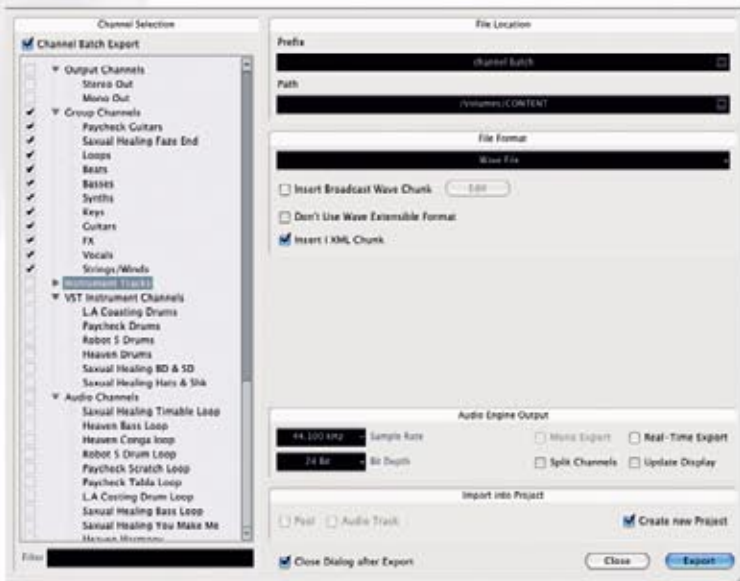 Channel Selection
Channel Batch Export
Output Channels
Stereo Out
Mono Out
Group Channels
Paycheck Guitars
Saxual Healing Faze End
Loops
Beats
Basses
Synths
Keys
Guitars
FX
Vocals
Strings/Winds
Instrument Tracks
VST Instrument Channels
L.A Coasting Drums
Paycheck Drums
Robot S Drums
Heaven Drums
Saxual Healing BD & SD
Saxual Healing Hats & Shk
Audio Channels
Saxual Healing Timable Loop
Heaven Bass Loop
Heaven Conga loop
Robot S Drum Loop
Paycheck Scratch Loop
Paycheck Tabla Loop
L.A Costing Drum Loop
Saxual Healing Bass Loop
Saxual Healing You Make Me
Heaven Harmony
Filter
File Location
Prefix
channel batch
Path
/Volumes/CONTENT
File Format
Wave File
Insert Broadcast Wave Chunk
Edit
Don't Use Wave Extensible Format
Insert i XML Chunk
Audio Engine Output
44.100 kHz Sample Rate
Mono Export
Real-Time Export
24 Bit Bit Depth
Split Channels
Update Display
Import into Project
Pool
Audio Track
Create new Project
Close Dialog after Export
Close
Export